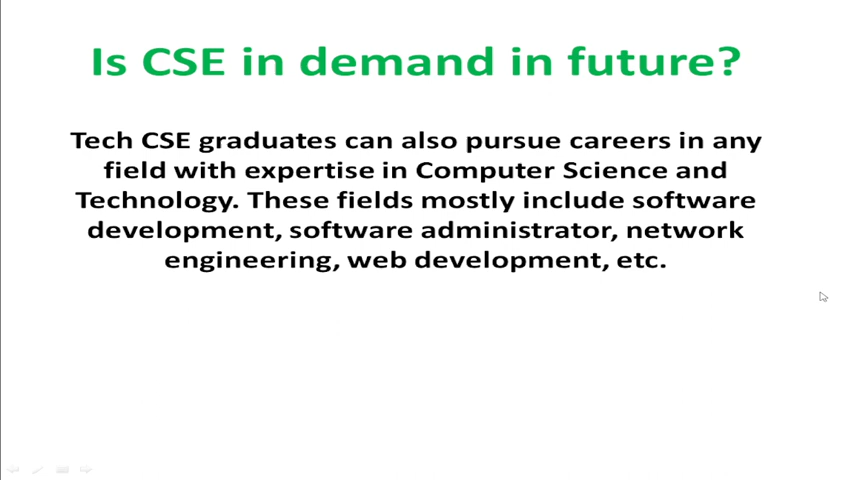 Is CSE in demand in future?
Tech CSE graduates can also pursue careers in any
field with expertise in Computer Science and
Technology. These fields mostly include software
development, software administrator, network
engineering, web development, etc.